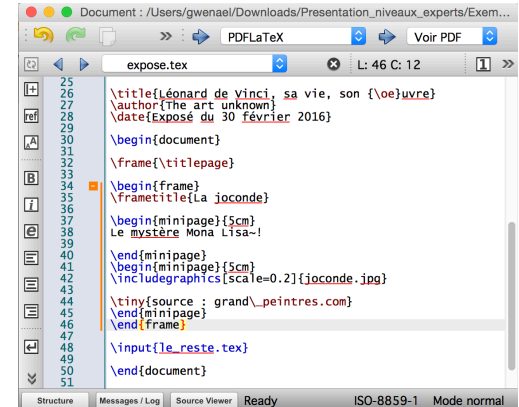 Document : /Users/gwenael/Downloads/Presentation_niveaux_experts/Exem...
» PDFLaTeX Voir PDF
expose.tex L: 46 C: 12 1 »
25
26 \title{Léonard de Vinci, sa vie, son {\oe}uvre}
27 \author{The art unknown}
28 \date{Exposé du 30 février 2016}
29
30 \begin{document}
31
32 \frame{\titlepage}
33
34 \begin{frame}
35 \frametitle{La joconde}
36
37 \begin{minipage}{5cm}
38 Le mystère Mona Lisa~!
39
40 \end{minipage}
41 \begin{minipage}{5cm}
42 \includegraphics[scale=0.2]{joconde.jpg}
43
44 \tiny{source : grand\_peintres.com}
45 \end{minipage}
46 \end{frame}
47
48 \input{le_reste.tex}
49
50 \end{document}
51
ref
A
B
i
e
Structure Messages / Log Source Viewer Ready ISO-8859-1 Mode normal